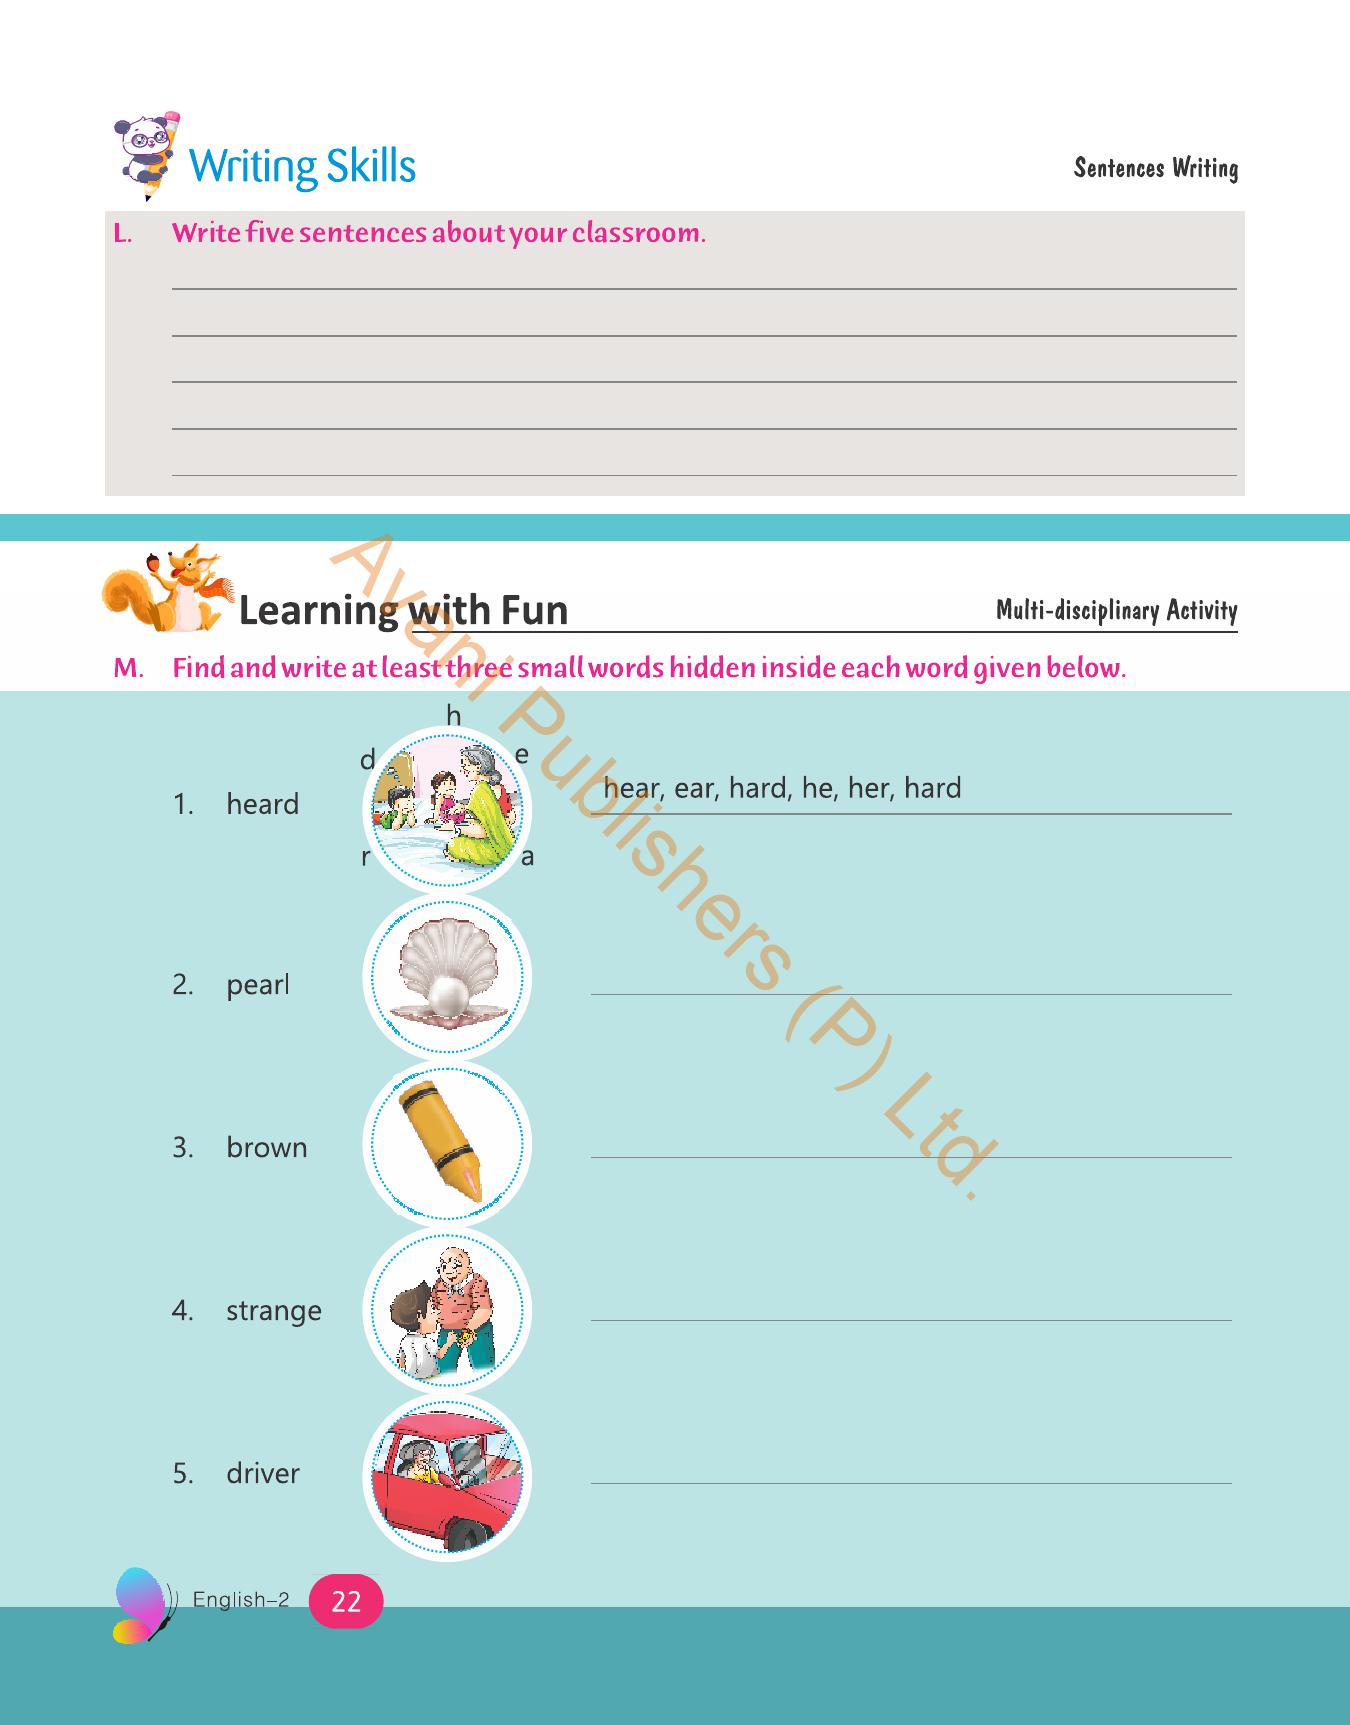 Writing Skills
Sentences Writing
L. Write five sentences about your classroom.
Learning with Fun
Multi-disciplinary Activity
M. Find and write at least three small words hidden inside each word given below.
h
d e
1. heard hear, ear, hard, he, her, hard
r a
2. pearl
3. brown
4. strange
5. driver
Avani Publishers (P) Ltd.
English–2 22